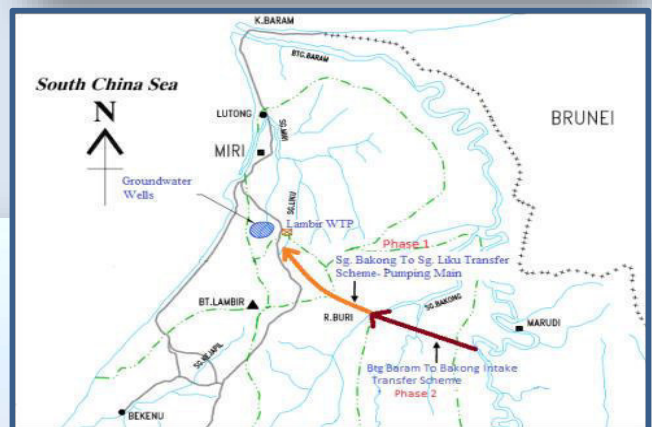 K.BARAM
BTG.BARAM
South China Sea
N
LUTONG
SG.MIRI
BRUNEI
MIRI
Groundwater
Wells
SG.LIKU
Lambir WTP
Phase 1
Sg. Bakong To Sg. Liku Transfer
Scheme- Pumping Main
BT.LAMBIR
SG.BAKONG
R.BURI
MARUDI
Btg Baram To Bakong Intake
Transfer Scheme
Phase 2
BEKENU